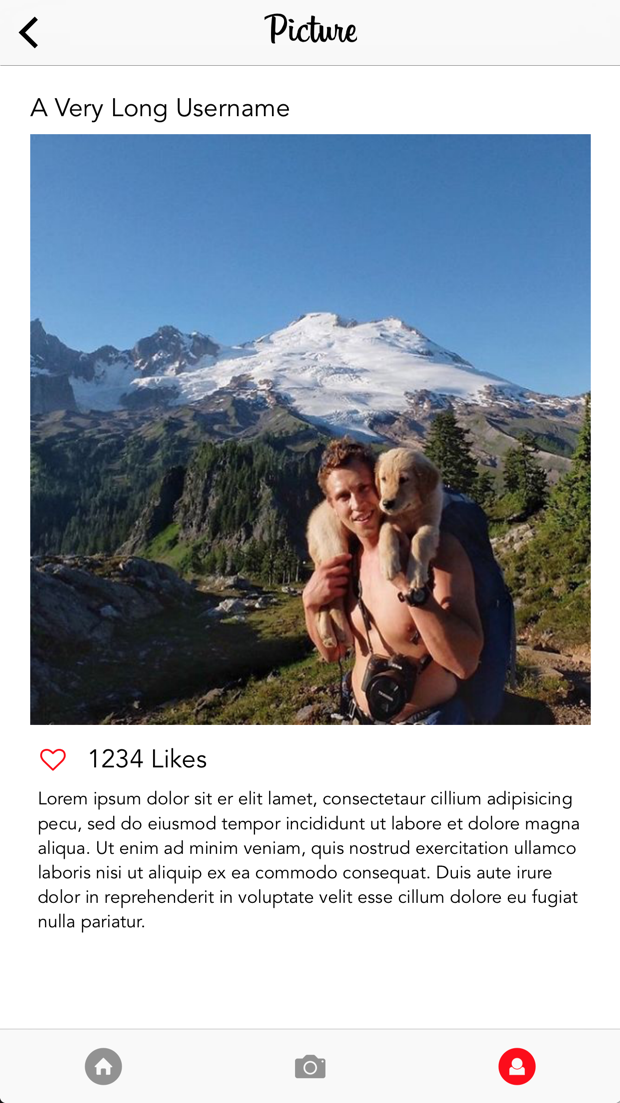 Picture
A Very Long Username
1234 Likes
Lorem ipsum dolor sit er elit lamet, consectetaur cillium adipisicing
pecu, sed do eiusmod tempor incididunt ut labore et dolore magna
aliqua. Ut enim ad minim veniam, quis nostrud exercitation ullamco
laboris nisi ut aliquip ex ea commodo consequat. Duis aute irure
dolor in reprehenderit in voluptate velit esse cillum dolore eu fugiat
nulla pariatur.